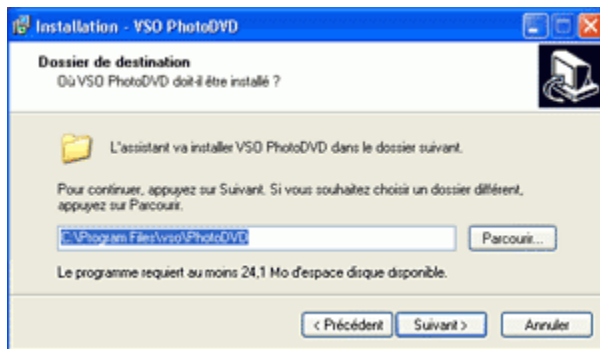 Installation - VSO PhotoDVD
Dossier de destination
Où VSO PhotoDVD doit-il être installé ?
L'assistant va installer VSO PhotoDVD dans le dossier suivant.
Pour continuer, appuyez sur Suivant. Si vous souhaitez choisir un dossier différent,
appuyez sur Parcourir.
C:\Program Files\vso\PhotoDVD
Parcourir...
Le programme requiert au moins 24,1 Mo d'espace disque disponible.
< Précédent
Suivant >
Annuler